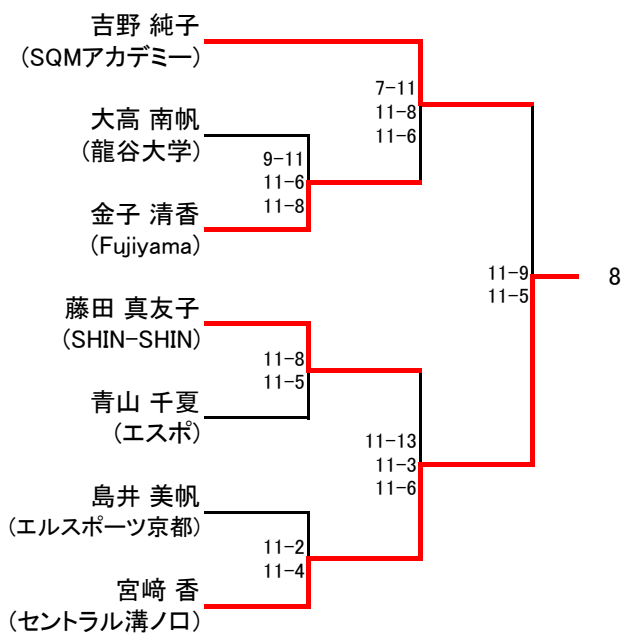 吉野 純子
(SQMアカデミー)
7-11
11-8
11-6
大高 南帆
(龍谷大学)
9-11
11-6
11-8
金子 清香
(Fujiyama)
11-9
11-5
8
藤田 真友子
(SHIN-SHIN)
11-8
11-5
青山 千夏
(エスポ)
11-13
11-3
11-6
島井 美帆
(エルスポーツ京都)
11-2
11-4
宮﨑 香
(セントラル溝ノ口)